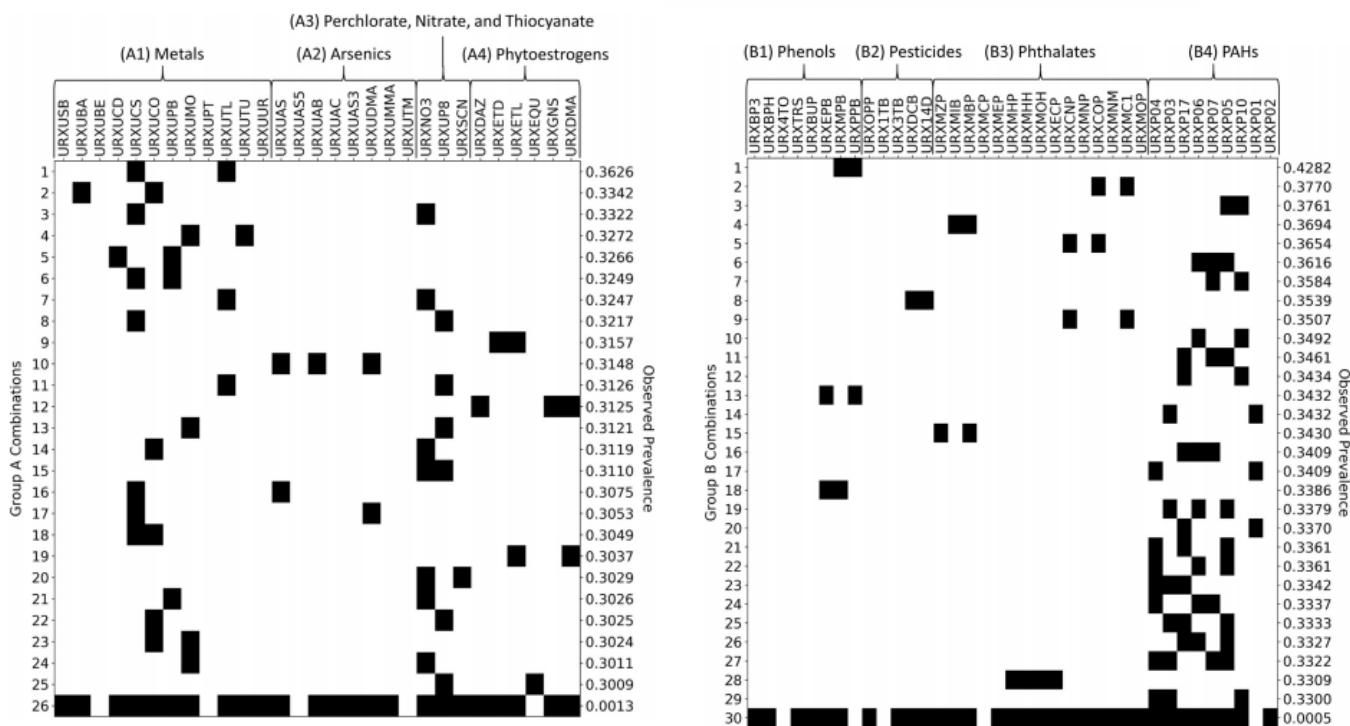 (A3) Perchlorate, Nitrate, and Thiocyanate
(A1) Metals
(A2) Arsenics
(A4) Phytoestrogens
URXUSB
URXUBA
URXUBE
URXUCD
URXUCS
URXUCO
URXUPB
URXUMO
URXUPT
URXUTL
URXUTU
URXUUR
URXUAS
URXUAS5
URXUAB
URXUAC
URXUAS3
URXUDMA
URXUMMA
URXUTM
URXNO3
URXUP8
URXSCN
URXDAZ
URXETD
URXETL
URXEQU
URXGNS
URXDMA
Group A Combinations
1 0.3626
2 0.3342
3 0.3322
4 0.3272
5 0.3266
6 0.3249
7 0.3247
8 0.3217
9 0.3157
10 0.3148
11 0.3126
12 0.3125
13 0.3121
14 0.3119
15 0.3110
16 0.3075
17 0.3053
18 0.3049
19 0.3037
20 0.3029
21 0.3026
22 0.3025
23 0.3024
24 0.3011
25 0.3009
26 0.0013
Observed Prevalence
(B1) Phenols
(B2) Pesticides
(B3) Phthalates
(B4) PAHs
URXBP3
URXBPH
URX4TO
URXTRS
URXBUP
URXEPB
URXMPB
URXPPB
URXOPP
URX1TB
URX3TB
URXDCB
URX14D
URXMZP
URXMIB
URXMBP
URXMCP
URXMEP
URXMHP
URXMHH
URXMOH
URXECP
URXCNP
URXMNP
URXCOP
URXMC1
URXMNM
URXMOP
URXP04
URXP03
URXP17
URXP06
URXP07
URXP05
URXP10
URXP01
URXP02
Group B Combinations
1 0.4282
2 0.3770
3 0.3761
4 0.3694
5 0.3654
6 0.3616
7 0.3584
8 0.3539
9 0.3507
10 0.3492
11 0.3461
12 0.3434
13 0.3432
14 0.3432
15 0.3430
16 0.3409
17 0.3409
18 0.3386
19 0.3379
20 0.3370
21 0.3361
22 0.3361
23 0.3342
24 0.3337
25 0.3333
26 0.3327
27 0.3322
28 0.3309
29 0.3300
30 0.0005
Observed Prevalence